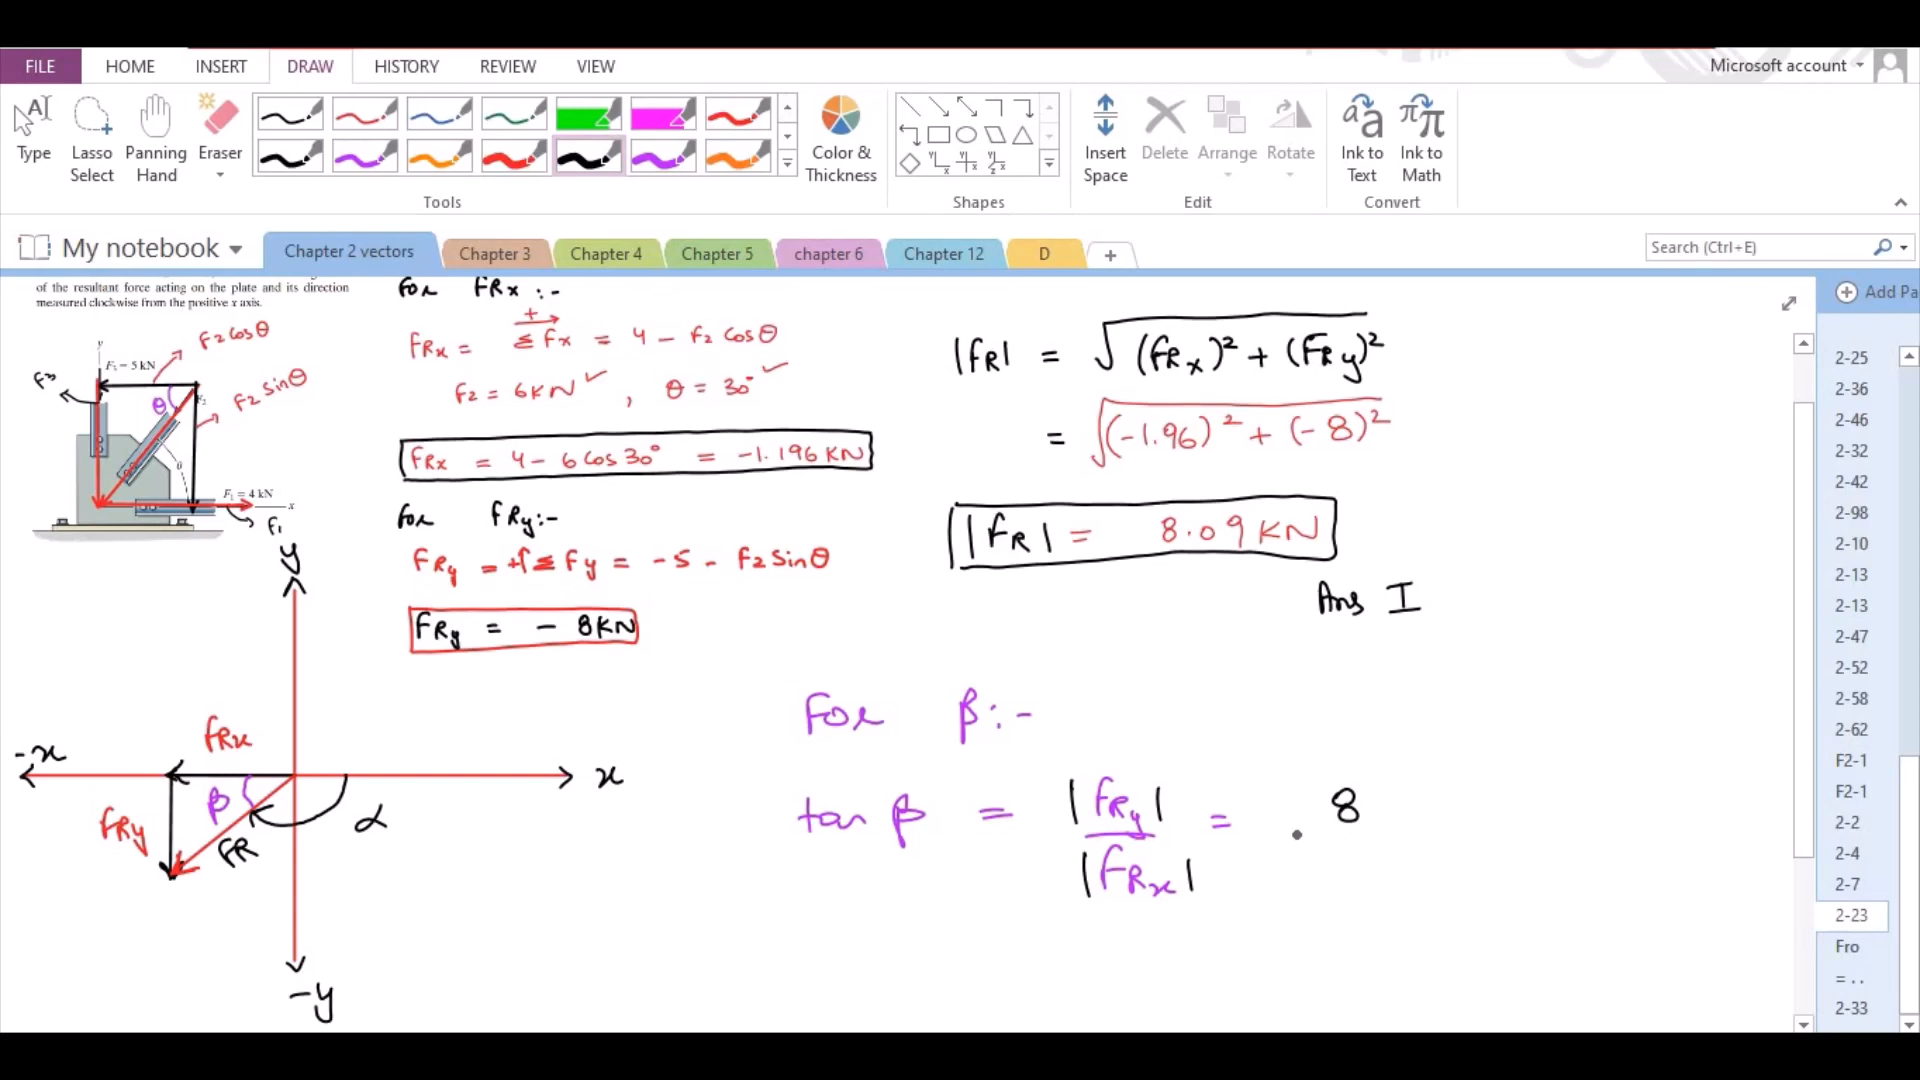 FILE HOME INSERT DRAW HISTORY REVIEW VIEW Microsoft account
Type Lasso Select Panning Hand Eraser Color & Thickness Insert Space Delete Arrange Rotate Ink to Text Ink to Math
Tools Shapes Edit Convert
My notebook Chapter 2 vectors Chapter 3 Chapter 4 Chapter 5 chapter 6 Chapter 12 D + Search (Ctrl+E)
of the resultant force acting on the plate and its direction
measured clockwise from the positive x axis.
F2 cosθ
F3 = 5 kN
F3
θ
F2
F2 sinθ
θ
F1 = 4 kN
x
F1
y
For FRx :-
FRx = + ≤Fx = 4 - F2 cosθ
F2 = 6KN ✓ , θ = 30° ✓
FRx = 4 - 6 cos 30° = -1.196 KN
For FRy:-
FRy = +↑≤ Fy = -5 - F2 Sinθ
FRy = - 8KN
|FR| = √(FRx)² + (FRy)²
= √(-1.96)² + (-8)²
|FR| = 8.09 KN
Ans I
FRx
-x
x
β
α
FRy
FR
-y
For β:-
tan β = |FRy| / |FRx| = 8
Add Pa
2-25
2-36
2-46
2-32
2-42
2-98
2-10
2-13
2-13
2-47
2-52
2-58
2-62
F2-1
F2-1
2-2
2-4
2-7
2-23
Fro
= . .
2-33